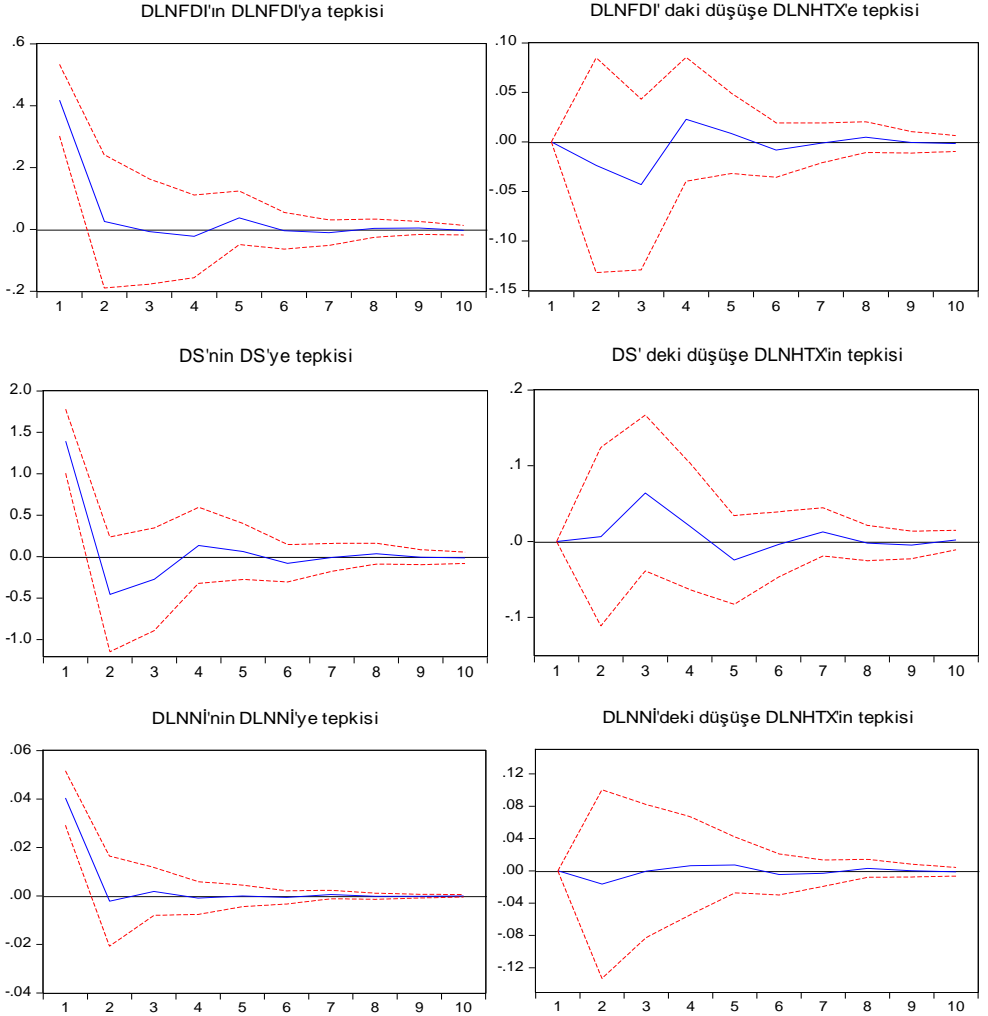 DLNFDI'ın DLNFDI'ya tepkisi
.6
.4
.2
.0
-.2
1 2 3 4 5 6 7 8 9 10
DLNFDI' daki düşüşe DLNHTX'e tepkisi
.10
.05
.00
-.05
-.10
-.15
1 2 3 4 5 6 7 8 9 10
DS'nin DS'ye tepkisi
2.0
1.5
1.0
0.5
0.0
-0.5
-1.0
1 2 3 4 5 6 7 8 9 10
DS' deki düşüşe DLNHTX'in tepkisi
.2
.1
.0
-.1
1 2 3 4 5 6 7 8 9 10
DLNNİ'nin DLNNİ'ye tepkisi
.06
.04
.02
.00
-.02
-.04
1 2 3 4 5 6 7 8 9 10
DLNNİ'deki düşüşe DLNHTX'in tepkisi
.12
.08
.04
.00
-.04
-.08
-.12
1 2 3 4 5 6 7 8 9 10